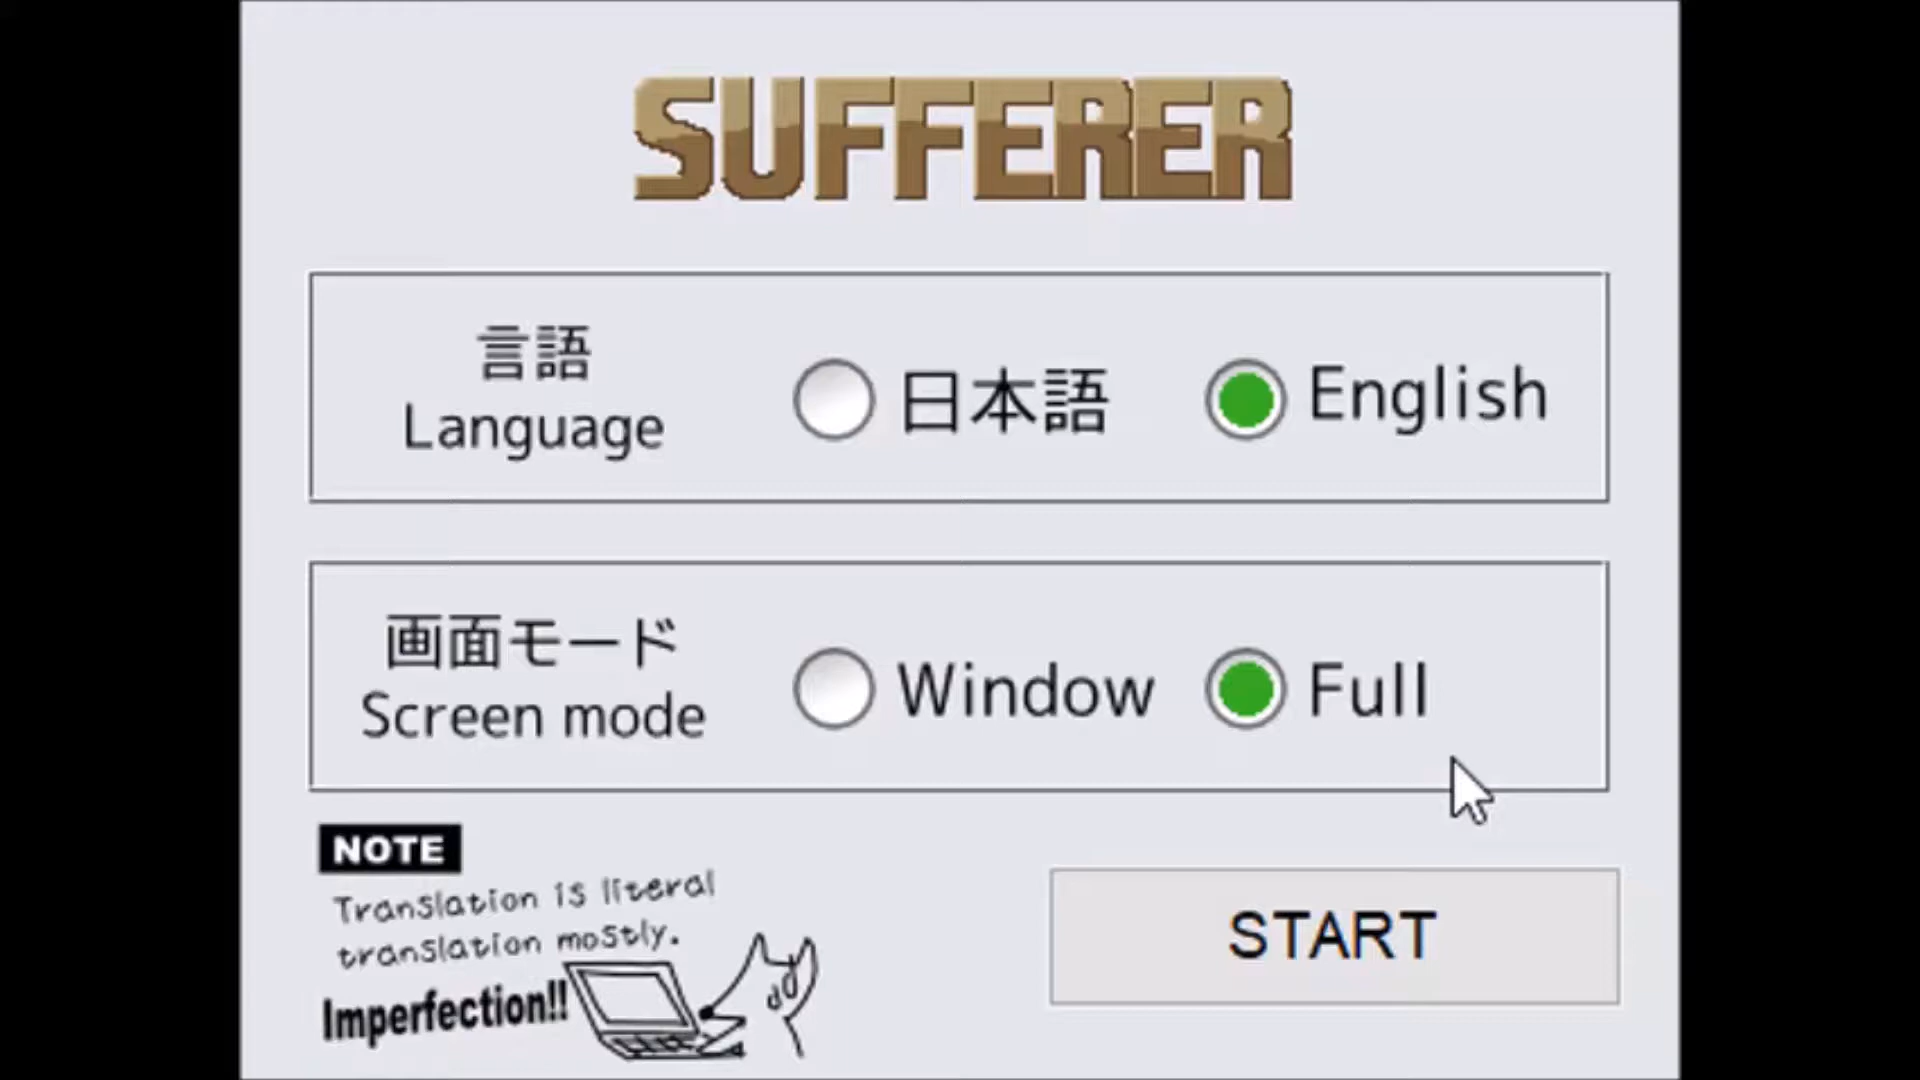 SUFFERER
言語
Language
日本語
English
画面モード
Screen mode
Window
Full
NOTE
Translation is literal
translation mostly.
Imperfection!!
START